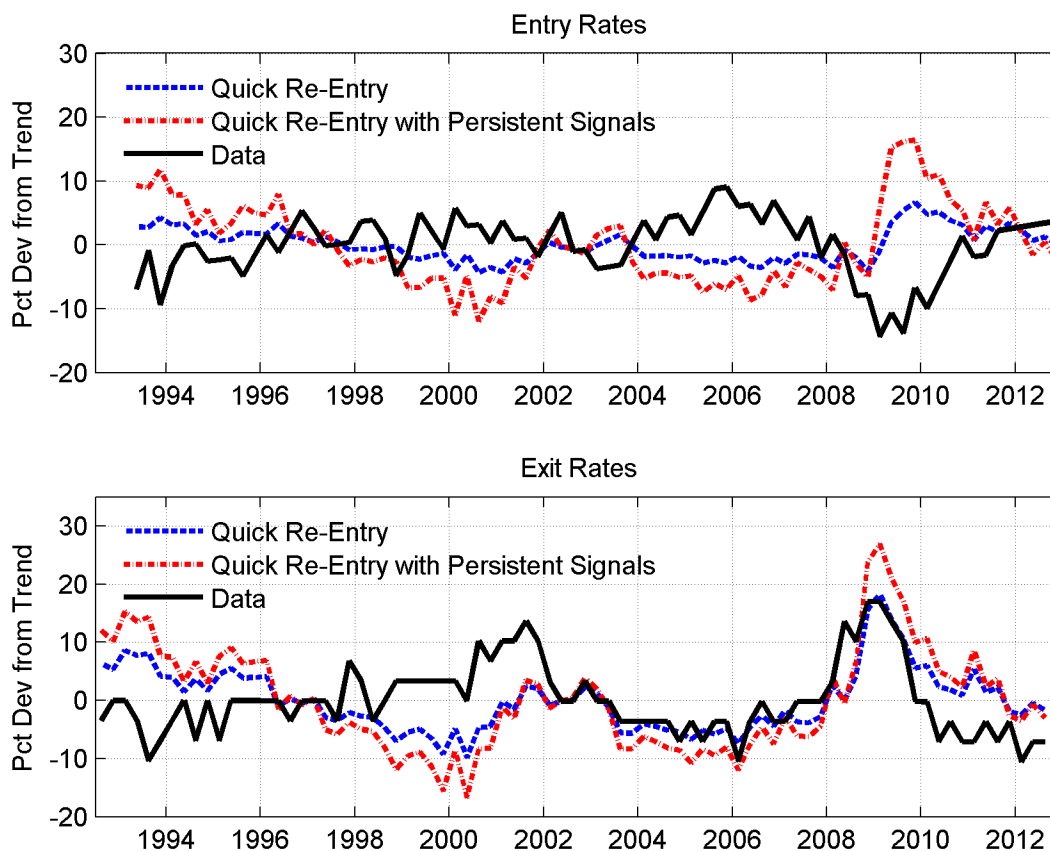 Entry Rates
30
20
10
0
-10
-20
Pct Dev from Trend
Quick Re-Entry
Quick Re-Entry with Persistent Signals
Data
1994 1996 1998 2000 2002 2004 2006 2008 2010 2012
Exit Rates
30
20
10
0
-10
-20
Pct Dev from Trend
Quick Re-Entry
Quick Re-Entry with Persistent Signals
Data
1994 1996 1998 2000 2002 2004 2006 2008 2010 2012